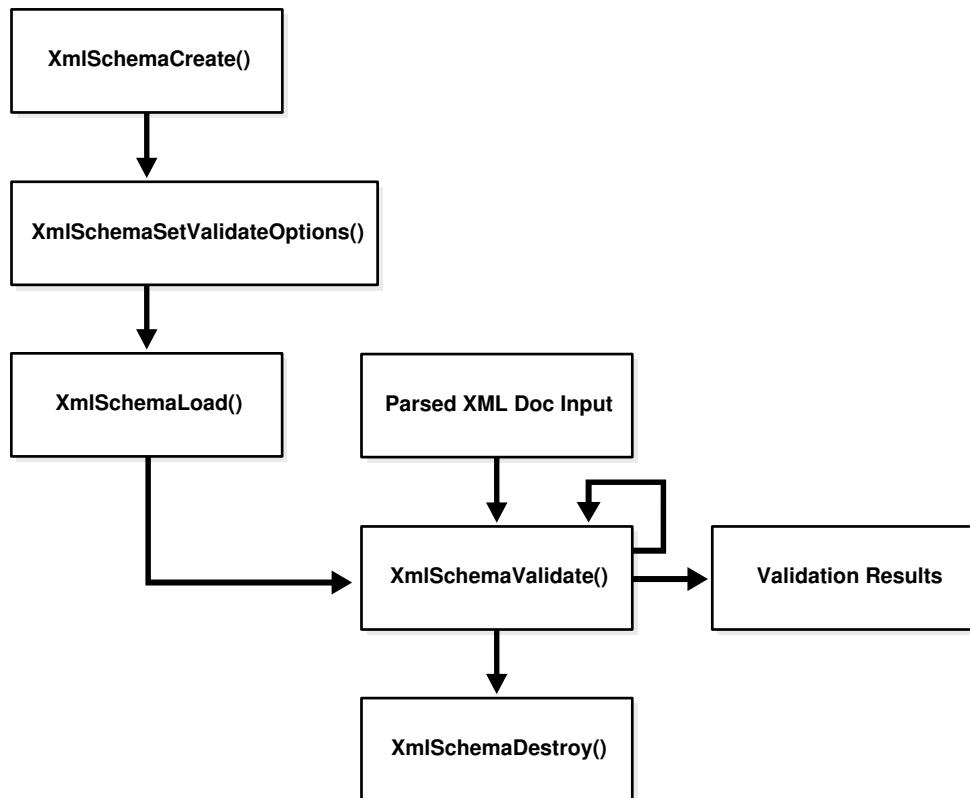 XmlSchemaCreate()
XmlSchemaSetValidateOptions()
XmlSchemaLoad()
Parsed XML Doc Input
XmlSchemaValidate()
Validation Results
XmlSchemaDestroy()